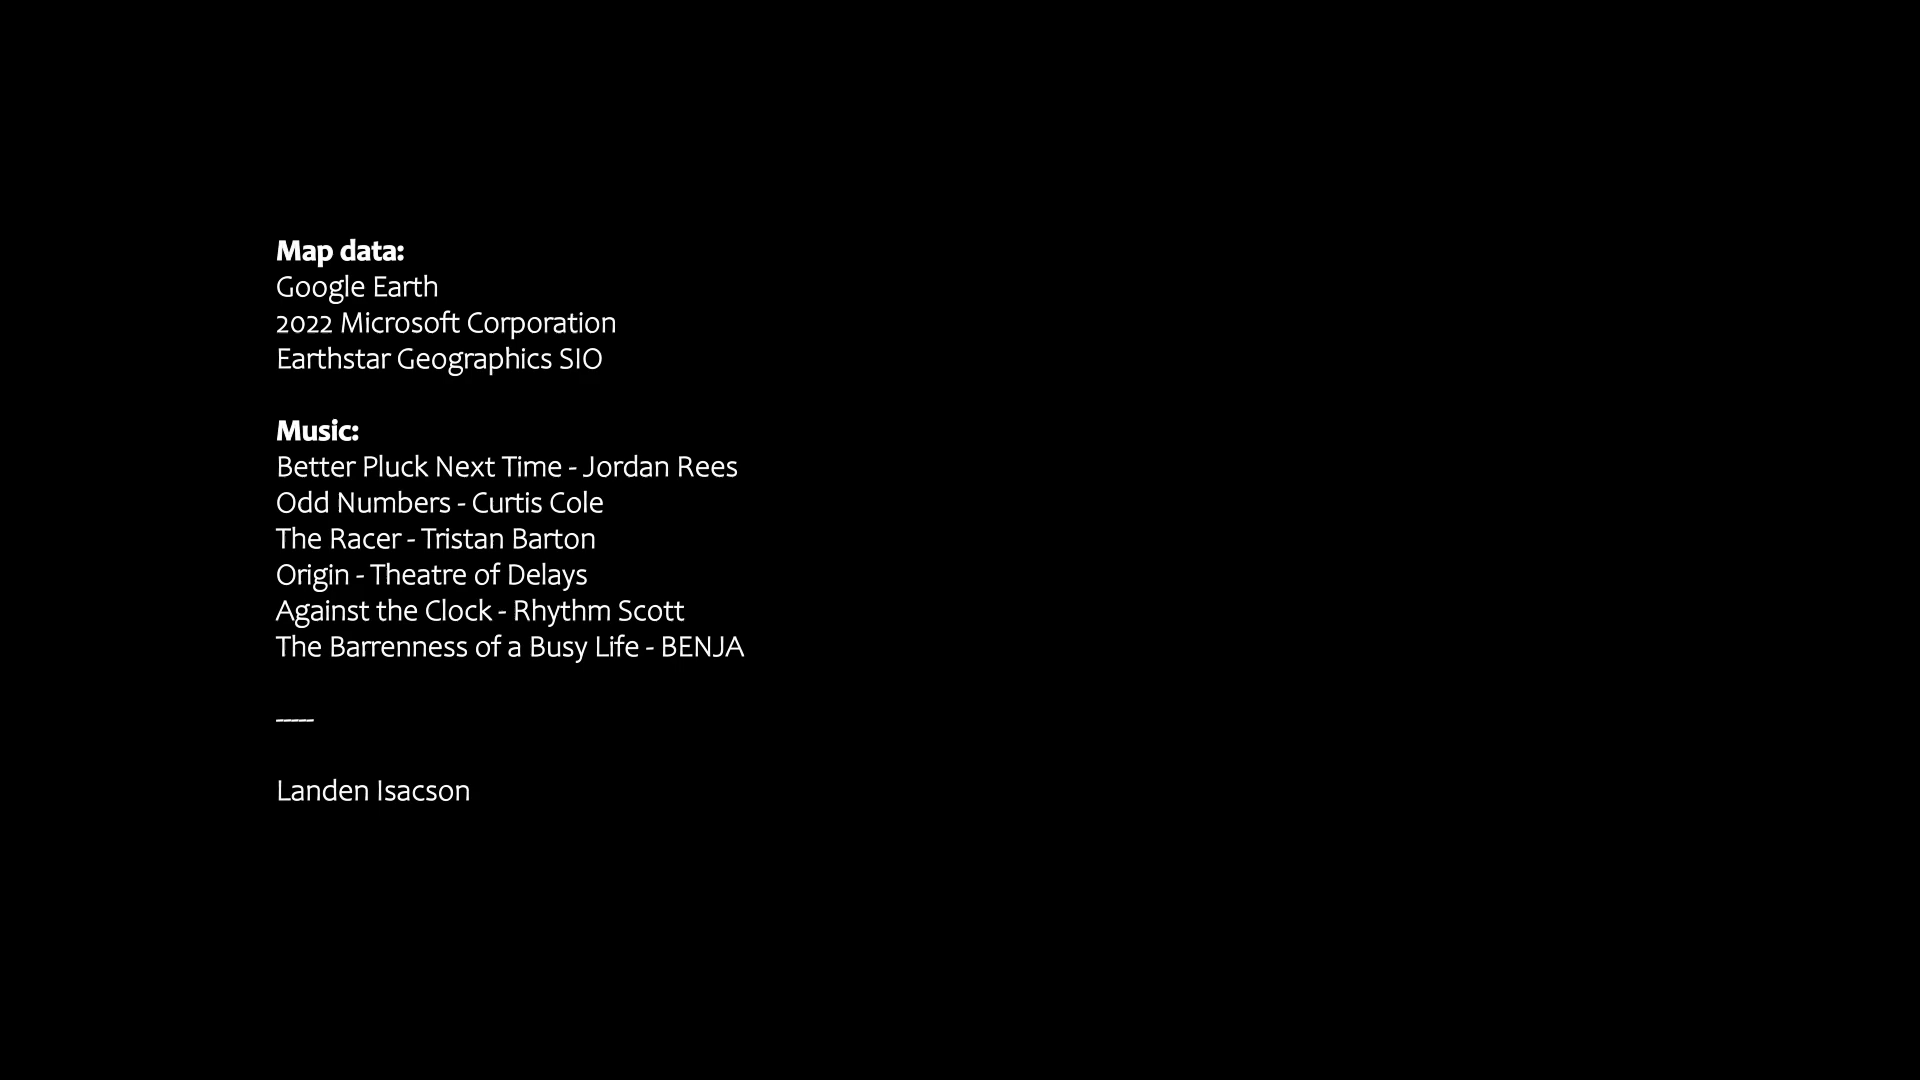 Map data:
Google Earth
2022 Microsoft Corporation
Earthstar Geographics SIO
Music:
Better Pluck Next Time - Jordan Rees
Odd Numbers - Curtis Cole
The Racer - Tristan Barton
Origin - Theatre of Delays
Against the Clock - Rhythm Scott
The Barrenness of a Busy Life - BENJA
-----
Landen Isacson